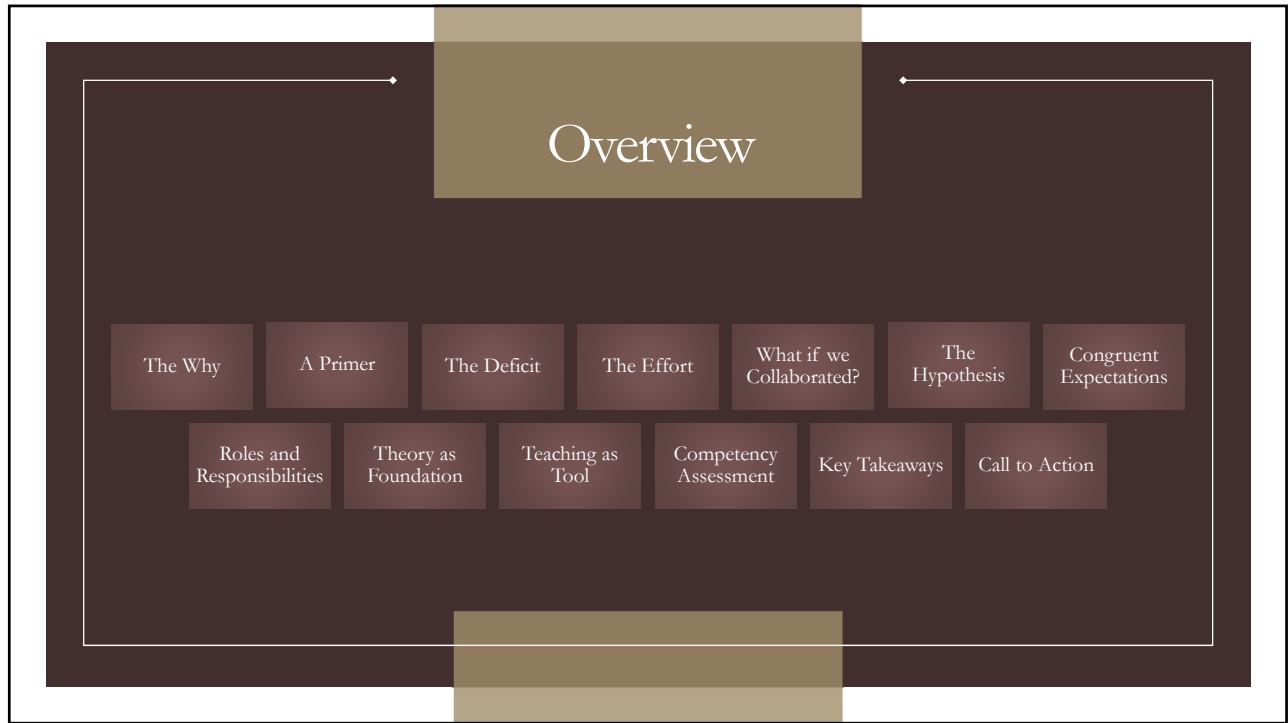 Overview
The Why
A Primer
The Deficit
The Effort
What if we
Collaborated?
The
Hypothesis
Congruent
Expectations
Roles and
Responsibilities
Theory as
Foundation
Teaching as
Tool
Competency
Assessment
Key Takeaways
Call to Action